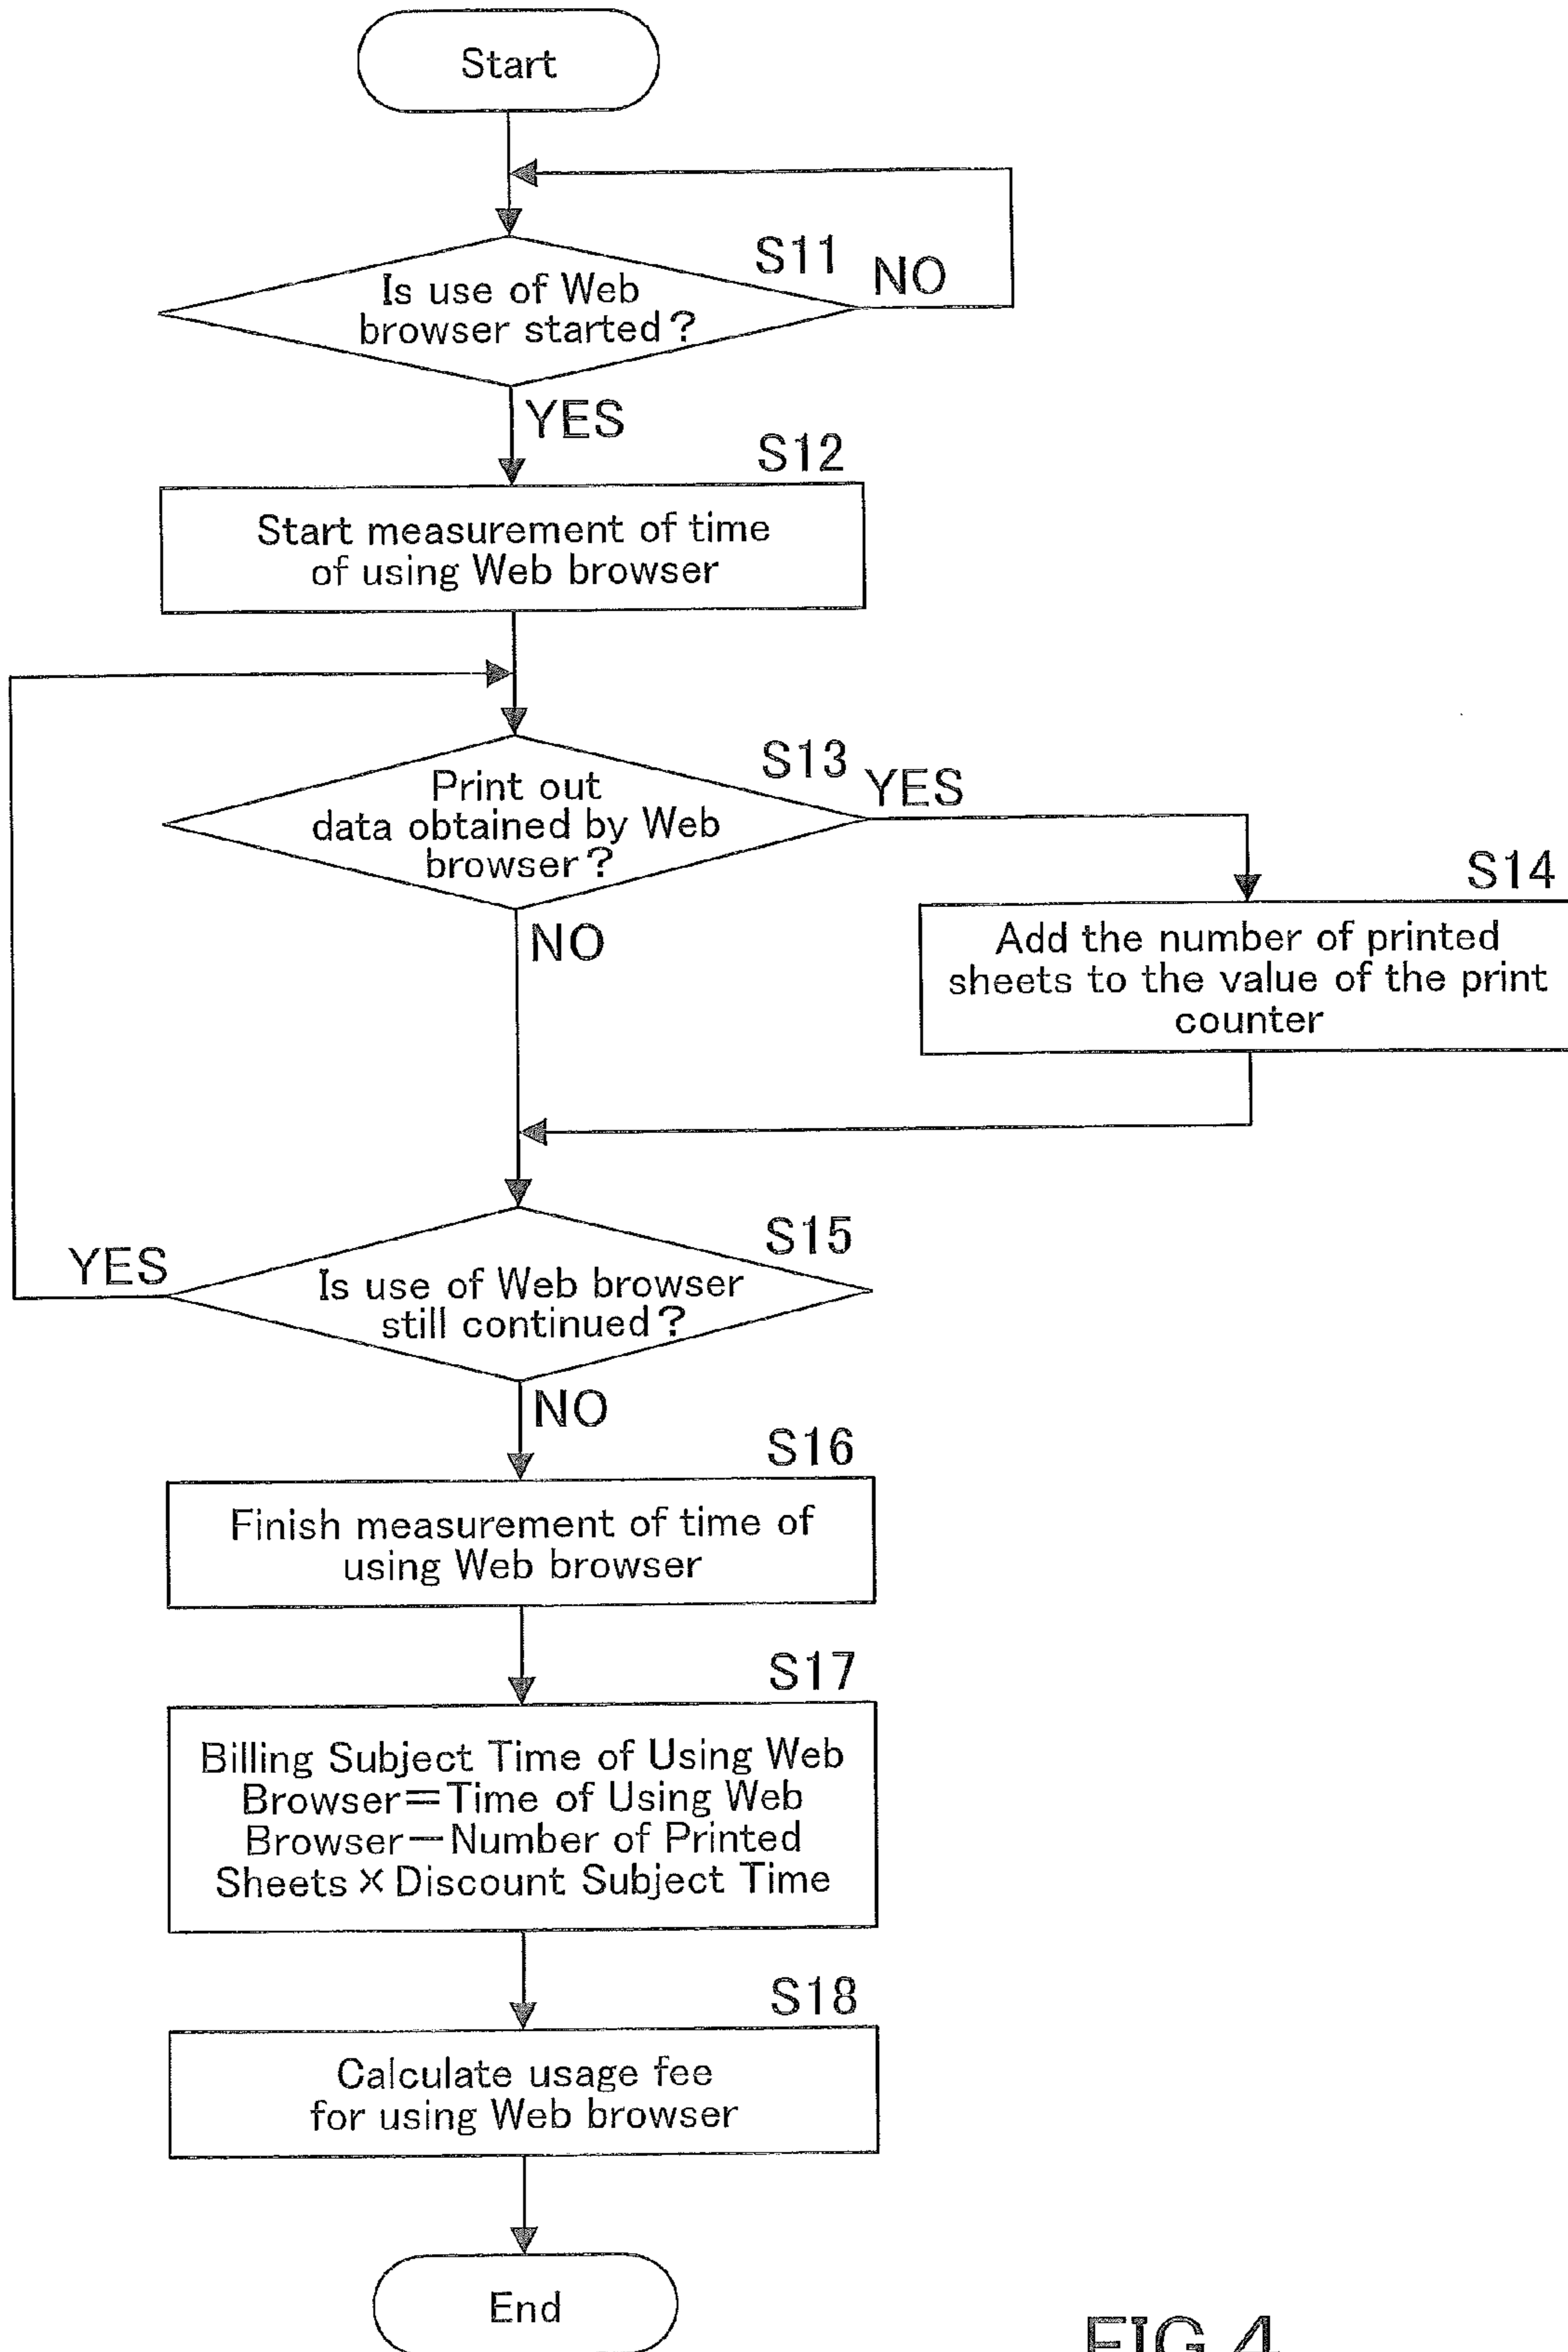 Start
S11
NO
Is use of Web
browser started?
YES
S12
Start measurement of time
of using Web browser
S13
YES
Print out
data obtained by Web
browser?
NO
S14
Add the number of printed
sheets to the value of the print
counter
S15
YES
Is use of Web browser
still continued?
NO
S16
Finish measurement of time of
using Web browser
S17
Billing Subject Time of Using Web
Browser=Time of Using Web
Browser−Number of Printed
Sheets×Discount Subject Time
S18
Calculate usage fee
for using Web browser
End
FIG.4